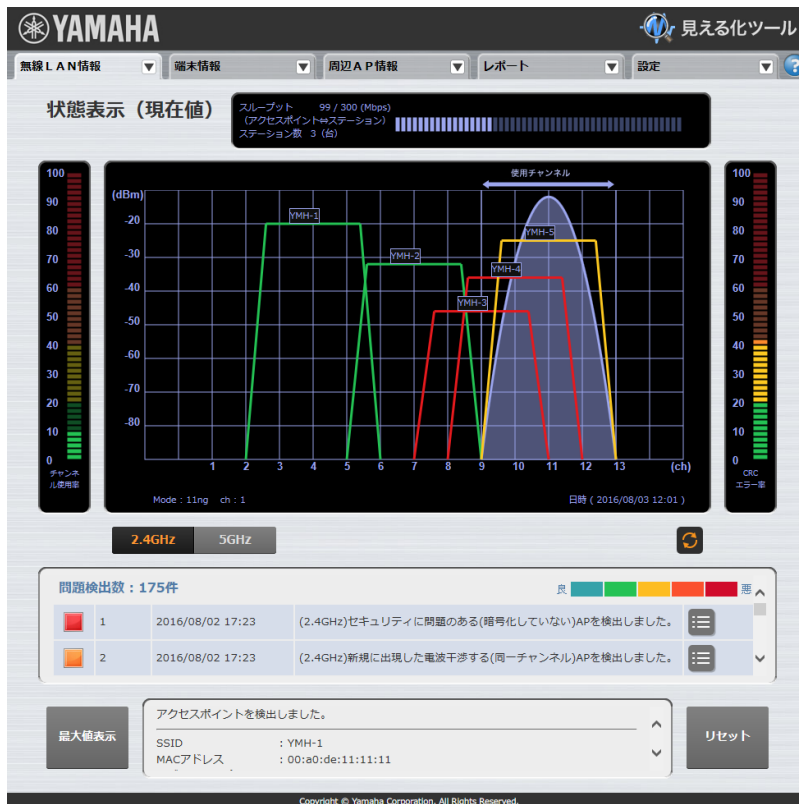 YAMAHA
見える化ツール
無線LAN情報 ▼ 端末情報 ▼ 周辺AP情報 ▼ レポート ▼ 設定 ▼ ?
状態表示（現在値）
スループット 99 / 300 (Mbps)
（アクセスポイント⇔ステーション）
ステーション数 3（台）
100
90
80
70
60
50
40
30
20
10
0
チャンネル使用率
使用チャンネル
(dBm)
-20
-30
-40
-50
-60
-70
-80
YMH-1
YMH-2
YMH-3
YMH-4
YMH-5
1 2 3 4 5 6 7 8 9 10 11 12 13 (ch)
Mode : 11ng ch : 1
日時 ( 2016/08/03 12:01 )
100
90
80
70
60
50
40
30
20
10
0
CRC
エラー率
2.4GHz 5GHz
問題検出数：175件
良 悪
1 2016/08/02 17:23 (2.4GHz)セキュリティに問題のある(暗号化していない)APを検出しました。
2 2016/08/02 17:23 (2.4GHz)新規に出現した電波干渉する(同一チャンネル)APを検出しました。
最大値表示
アクセスポイントを検出しました。
SSID : YMH-1
MACアドレス : 00:a0:de:11:11:11
リセット
Copyright © Yamaha Corporation. All Rights Reserved.